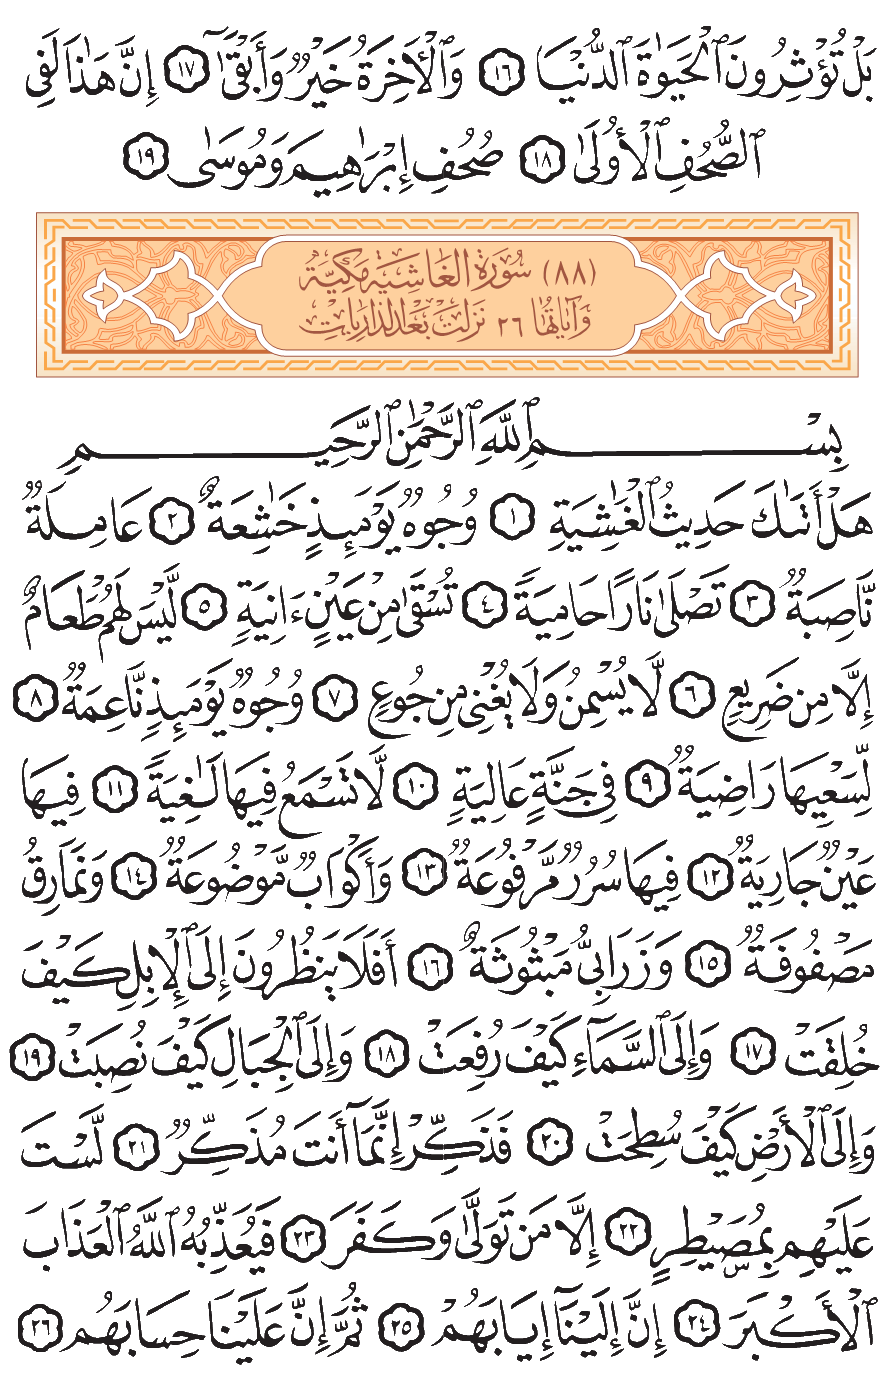 بَلْ تُؤْثِرُونَ ٱلْحَيَوٰةَ ٱلدُّنْيَا ١٦ وَٱلْأَخِرَةُ خَيْرٌ وَأَبْقَىٰٓ ١٧ إِنَّ هَٰذَا لَفِى
ٱلصُّحُفِ ٱلْأُولَىٰ ١٨ صُحُفِ إِبْرَٰهِيمَ وَمُوسَىٰ ١٩
(٨٨) سُورَة الغَاشِيَة مَكِيَّة
وَآيَاتُهَا ٢٦ نَزَلَتْ بَعْدَ الذَّارِيَاتِ
بِسْمِ ٱللَّهِ ٱلرَّحْمَٰنِ ٱلرَّحِيمِ
هَلْ أَتَىٰكَ حَدِيثُ ٱلْغَٰشِيَةِ ١ وُجُوهٌ يَوْمَئِذٍ خَٰشِعَةٌ ٢ عَامِلَةٌ
نَّاصِبَةٌ ٣ تَصْلَىٰ نَارًا حَامِيَةً ٤ تُسْقَىٰ مِنْ عَيْنٍ ءَانِيَةٍ ٥ لَّيْسَ لَهُمْ طَعَامٌ
إِلَّا مِن ضَرِيعٍ ٦ لَّا يُسْمِنُ وَلَا يُغْنِى مِن جُوعٍ ٧ وُجُوهٌ يَوْمَئِذٍ نَّاعِمَةٌ ٨
لِّسَعْيِهَا رَاضِيَةٌ ٩ فِى جَنَّةٍ عَالِيَةٍ ١٠ لَّا تَسْمَعُ فِيهَا لَٰغِيَةً ١١ فِيهَا
عَيْنٌ جَارِيَةٌ ١٢ فِيهَا سُرُرٌ مَّرْفُوعَةٌ ١٣ وَأَكْوَابٌ مَّوْضُوعَةٌ ١٤ وَنَمَارِقُ
مَصْفُوفَةٌ ١٥ وَزَرَابِىُّ مَبْثُوثَةٌ ١٦ أَفَلَا يَنظُرُونَ إِلَى ٱلْإِبِلِ كَيْفَ
خُلِقَتْ ١٧ وَإِلَى ٱلسَّمَآءِ كَيْفَ رُفِعَتْ ١٨ وَإِلَى ٱلْجِبَالِ كَيْفَ نُصِبَتْ ١٩
وَإِلَى ٱلْأَرْضِ كَيْفَ سُطِحَتْ ٢٠ فَذَكِّرْ إِنَّمَآ أَنتَ مُذَكِّرٌ ٢١ لَّسْتَ
عَلَيْهِم بِمُصَۜيْطِرٍ ٢٢ إِلَّا مَن تَوَلَّىٰ وَكَفَرَ ٢٣ فَيُعَذِّبُهُ ٱللَّهُ ٱلْعَذَابَ
ٱلْأَكْبَرَ ٢٤ إِنَّ إِلَيْنَآ إِيَابَهُمْ ٢٥ ثُمَّ إِنَّ عَلَيْنَا حِسَابَهُم ٢٦